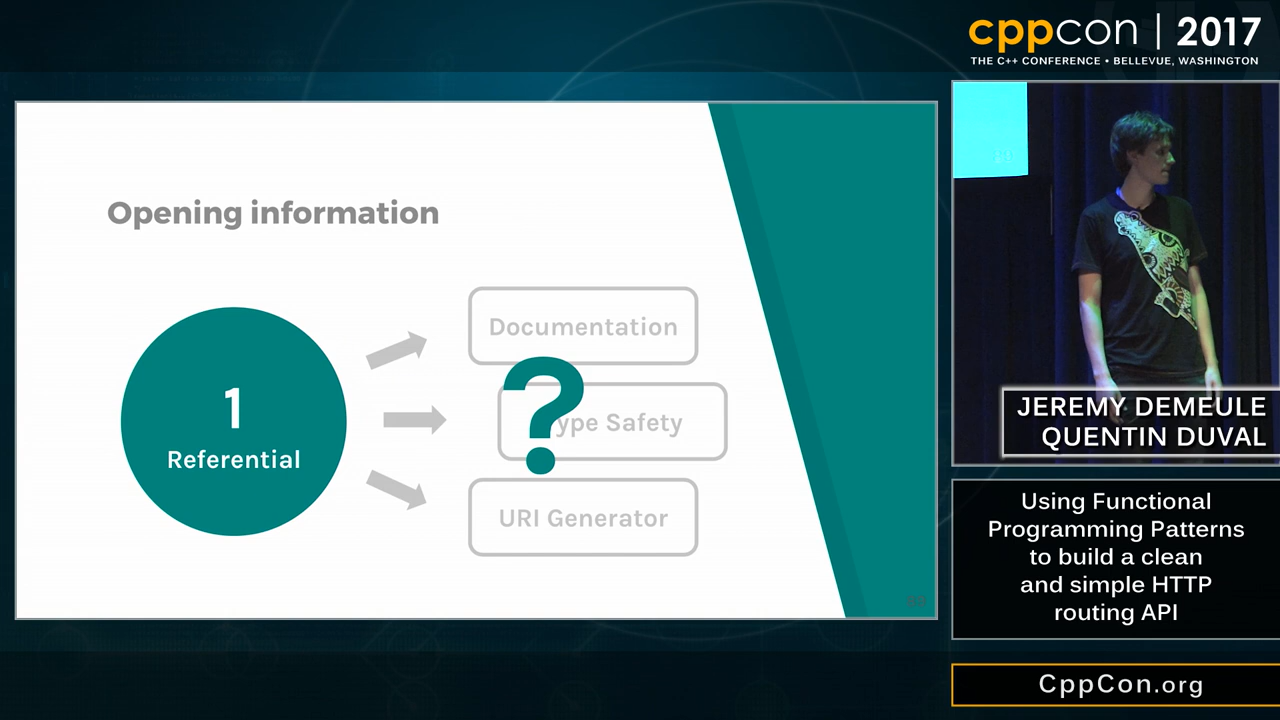 cppcon | 2017
THE C++ CONFERENCE • BELLEVUE, WASHINGTON
Opening information
1
Referential
Documentation
?
ype Safety
URI Generator
JEREMY DEMEULE
QUENTIN DUVAL
Using Functional
Programming Patterns
to build a clean
and simple HTTP
routing API
CppCon.org